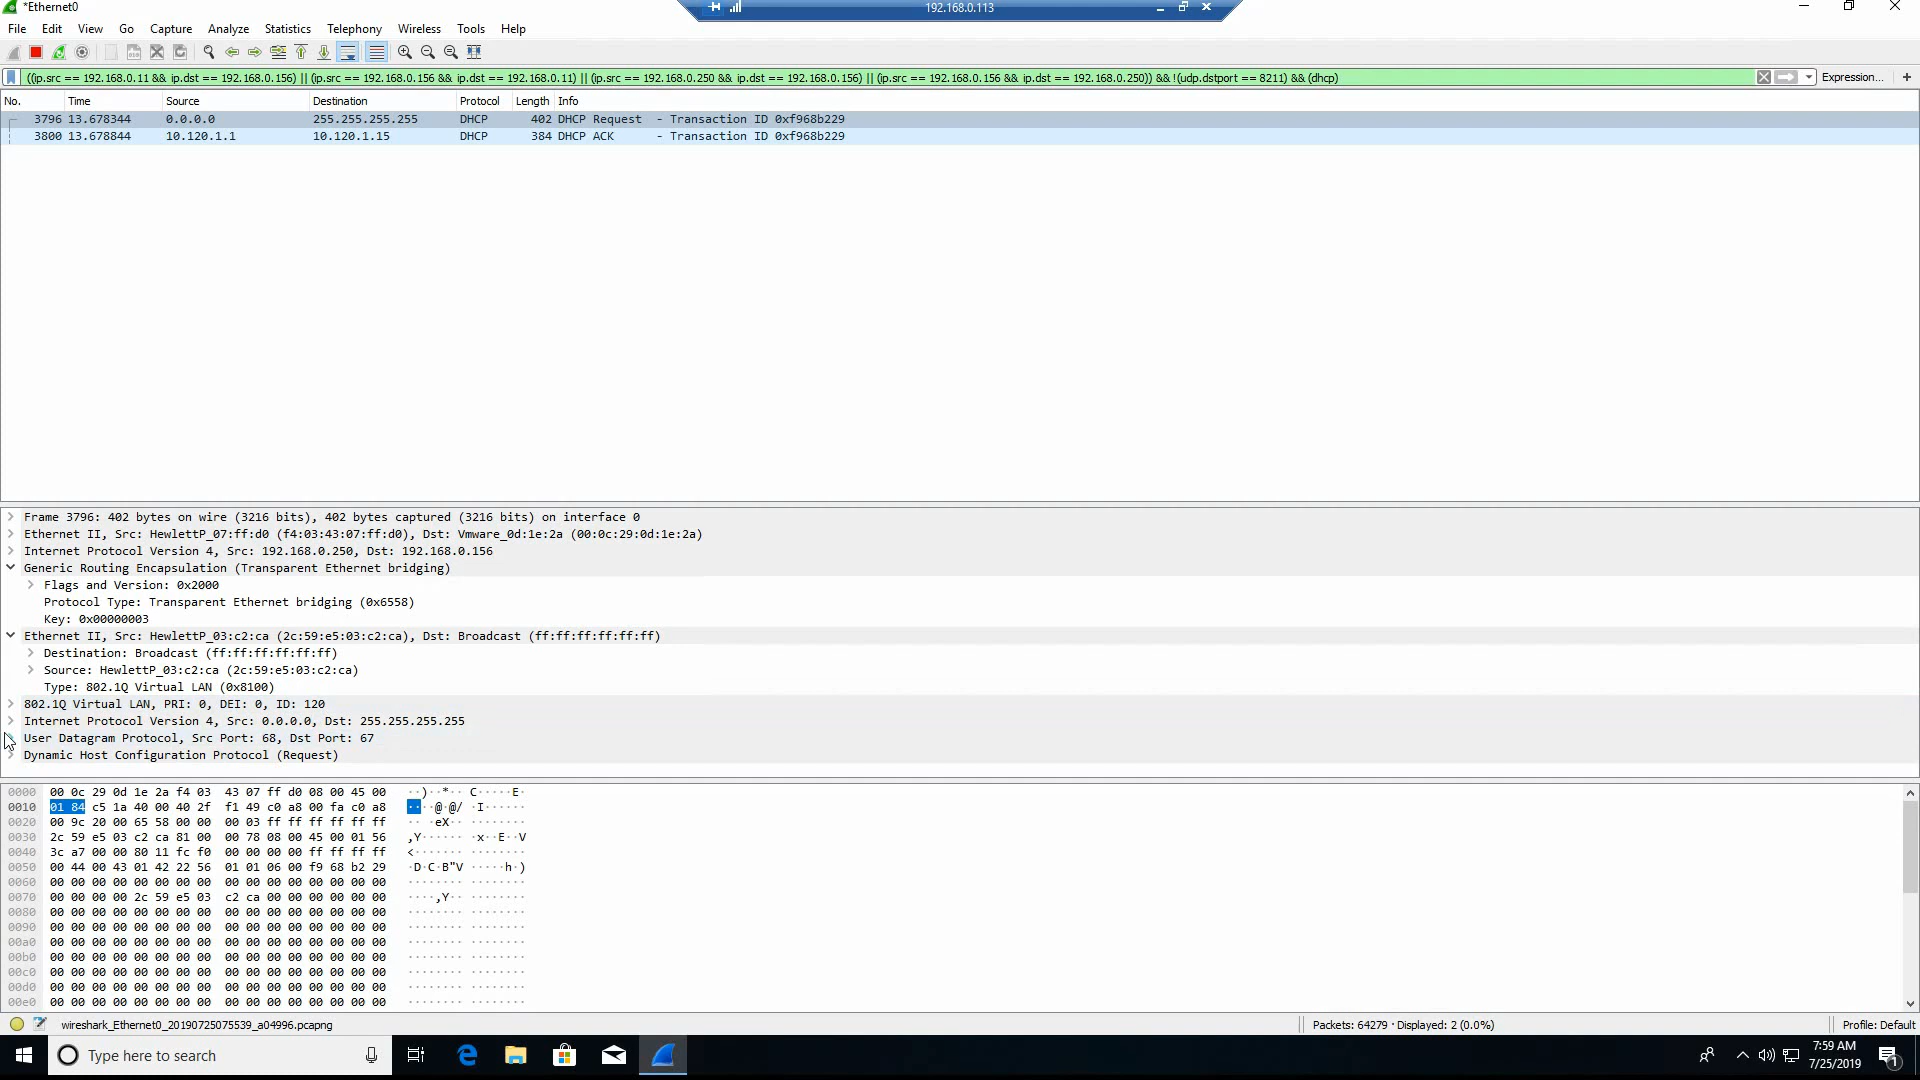 *Ethernet0
192.168.0.113
File Edit View Go Capture Analyze Statistics Telephony Wireless Tools Help
((ip.src == 192.168.0.11 && ip.dst == 192.168.0.156) || (ip.src == 192.168.0.156 && ip.dst == 192.168.0.11) || (ip.src == 192.168.0.250 && ip.dst == 192.168.0.156) || (ip.src == 192.168.0.156 && ip.dst == 192.168.0.250)) && !(udp.dstport == 8211) && (dhcp)
Expression... +
No. Time Source Destination Protocol Length Info
3796 13.678344 0.0.0.0 255.255.255.255 DHCP 402 DHCP Request - Transaction ID 0xf968b229
3800 13.678844 10.120.1.1 10.120.1.15 DHCP 384 DHCP ACK - Transaction ID 0xf968b229
Frame 3796: 402 bytes on wire (3216 bits), 402 bytes captured (3216 bits) on interface 0
Ethernet II, Src: HewlettP_07:ff:d0 (f4:03:43:07:ff:d0), Dst: Vmware_0d:1e:2a (00:0c:29:0d:1e:2a)
Internet Protocol Version 4, Src: 192.168.0.250, Dst: 192.168.0.156
Generic Routing Encapsulation (Transparent Ethernet bridging)
Flags and Version: 0x2000
Protocol Type: Transparent Ethernet bridging (0x6558)
Key: 0x00000003
Ethernet II, Src: HewlettP_03:c2:ca (2c:59:e5:03:c2:ca), Dst: Broadcast (ff:ff:ff:ff:ff:ff)
Destination: Broadcast (ff:ff:ff:ff:ff:ff)
Source: HewlettP_03:c2:ca (2c:59:e5:03:c2:ca)
Type: 802.1Q Virtual LAN (0x8100)
802.1Q Virtual LAN, PRI: 0, DEI: 0, ID: 120
Internet Protocol Version 4, Src: 0.0.0.0, Dst: 255.255.255.255
User Datagram Protocol, Src Port: 68, Dst Port: 67
Dynamic Host Configuration Protocol (Request)
0000 00 0c 29 0d 1e 2a f4 03 43 07 ff d0 08 00 45 00 ··)··*·· C·····E·
0010 01 84 c5 1a 40 00 40 2f f1 49 c0 a8 00 fa c0 a8 ····@·@/ ·I······
0020 00 9c 20 00 65 58 00 00 00 03 ff ff ff ff ff ff ·· ·eX·· ········
0030 2c 59 e5 03 c2 ca 81 00 00 78 08 00 45 00 01 56 ,Y······ ·x··E··V
0040 3c a7 00 00 80 11 fc f0 00 00 00 00 ff ff ff ff <······· ········
0050 00 44 00 43 01 42 22 56 01 01 06 00 f9 68 b2 29 ·D·C·B"V ·····h·)
0060 00 00 00 00 00 00 00 00 00 00 00 00 00 00 00 00 ········ ········
0070 00 00 00 00 2c 59 e5 03 c2 ca 00 00 00 00 00 00 ····,Y·· ········
0080 00 00 00 00 00 00 00 00 00 00 00 00 00 00 00 00 ········ ········
0090 00 00 00 00 00 00 00 00 00 00 00 00 00 00 00 00 ········ ········
00a0 00 00 00 00 00 00 00 00 00 00 00 00 00 00 00 00 ········ ········
00b0 00 00 00 00 00 00 00 00 00 00 00 00 00 00 00 00 ········ ········
00c0 00 00 00 00 00 00 00 00 00 00 00 00 00 00 00 00 ········ ········
00d0 00 00 00 00 00 00 00 00 00 00 00 00 00 00 00 00 ········ ········
00e0 00 00 00 00 00 00 00 00 00 00 00 00 00 00 00 00 ········ ········
wireshark_Ethernet0_20190725075539_a04996.pcapng
Packets: 64279 · Displayed: 2 (0.0%)
Profile: Default
Type here to search
7:59 AM
7/25/2019
1